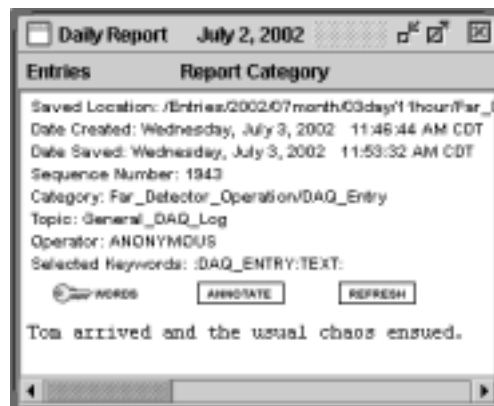 Daily Report July 2, 2002
Entries Report Category
Saved Location: /Entries/2002/07month/03day/11hour/Far_
Date Created: Wednesday, July 3, 2002 11:46:44 AM CDT
Date Saved: Wednesday, July 3, 2002 11:53:32 AM CDT
Sequence Number: 1943
Category: Far_Detector_Operation/DAQ_Entry
Topic: General_DAQ_Log
Operator: ANONYMOUS
Selected Keywords: :DAQ_ENTRY:TEXT:
WORDS ANNOTATE REFRESH
Tom arrived and the usual chaos ensued.